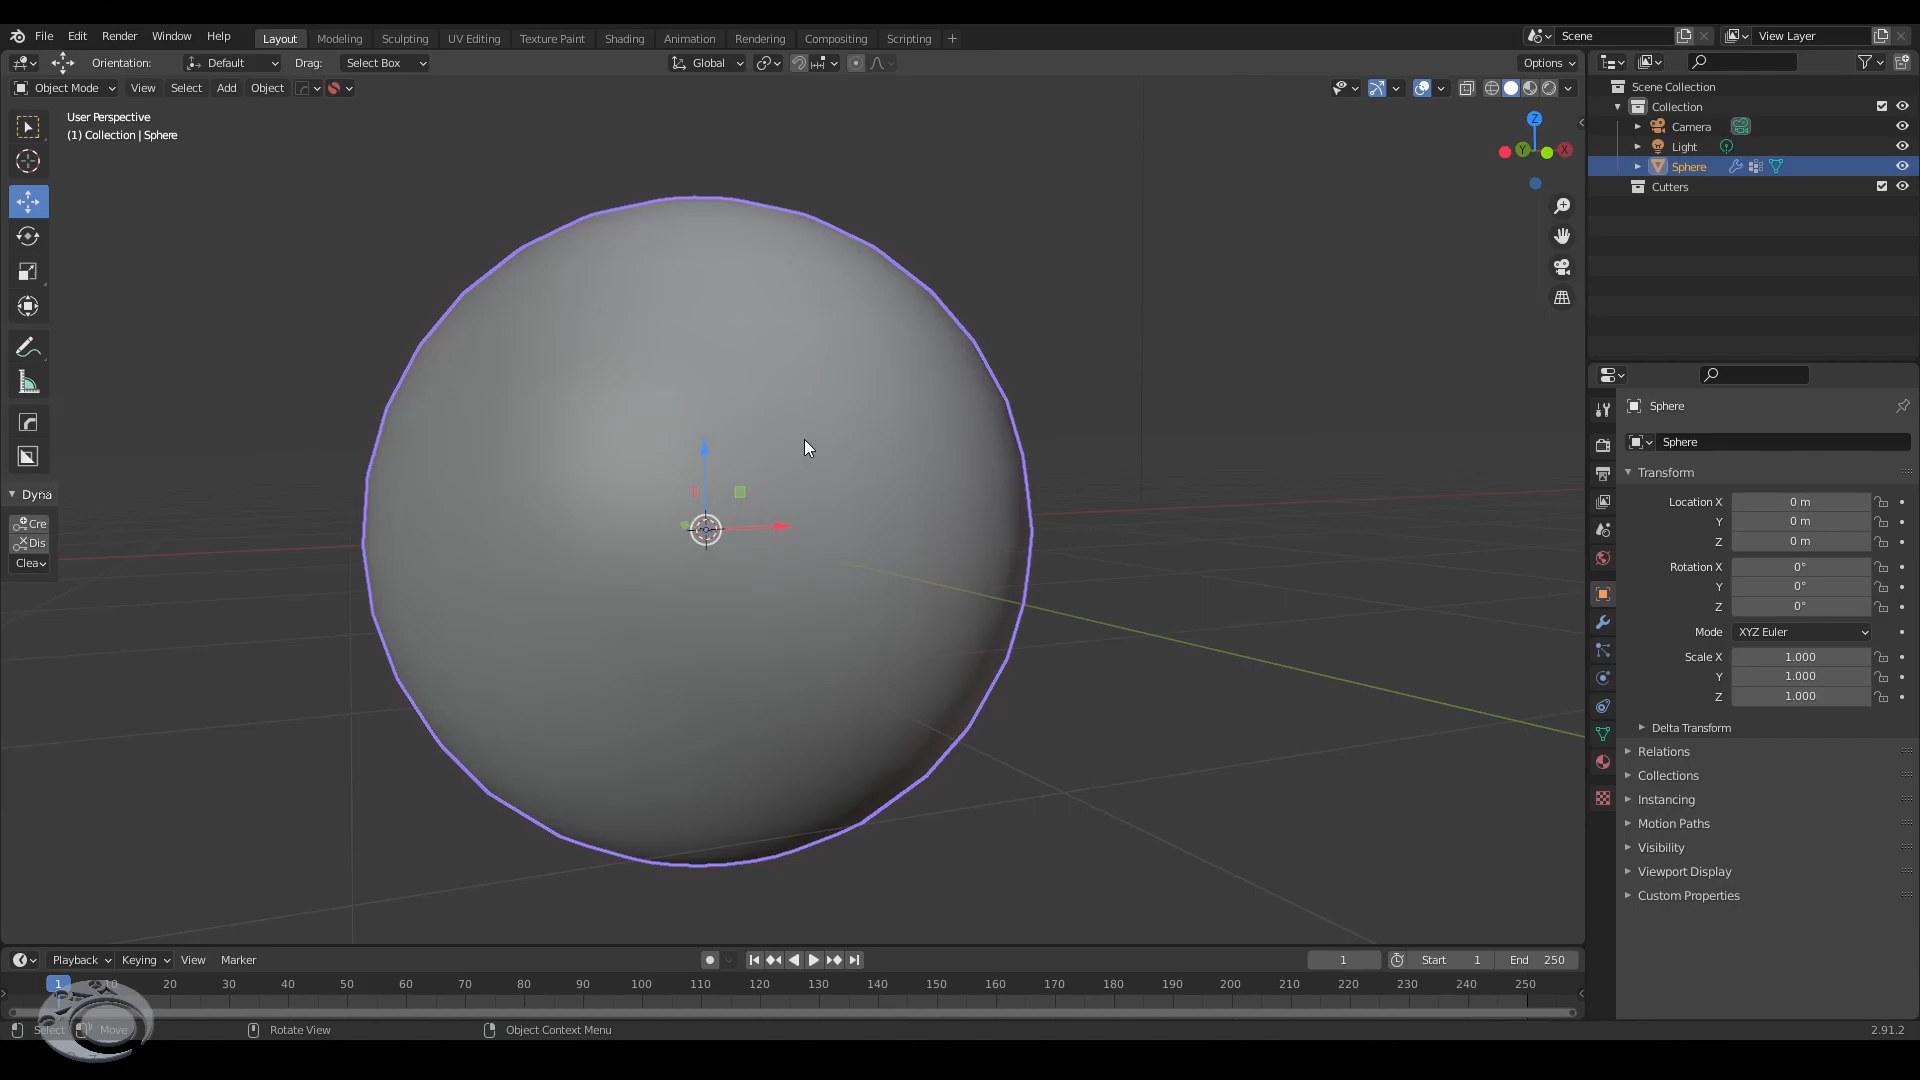 File Edit Render Window Help Layout Modeling Sculpting UV Editing Texture Paint Shading Animation Rendering Compositing Scripting + Scene View Layer
Orientation: Default Drag: Select Box Global Options
Object Mode View Select Add Object
User Perspective
(1) Collection | Sphere
Z
Y
X
Dyna
Cre
Dis
Clea
Scene Collection
Collection
Camera
Light
Sphere
Cutters
Sphere
Sphere
Transform
Location X 0 m
Y 0 m
Z 0 m
Rotation X 0°
Y 0°
Z 0°
Mode XYZ Euler
Scale X 1.000
Y 1.000
Z 1.000
Delta Transform
Relations
Collections
Instancing
Motion Paths
Visibility
Viewport Display
Custom Properties
Playback Keying View Marker 1 Start 1 End 250
1 10 20 30 40 50 60 70 80 90 100 110 120 130 140 150 160 170 180 190 200 210 220 230 240 250
Select Move Rotate View Object Context Menu 2.91.2